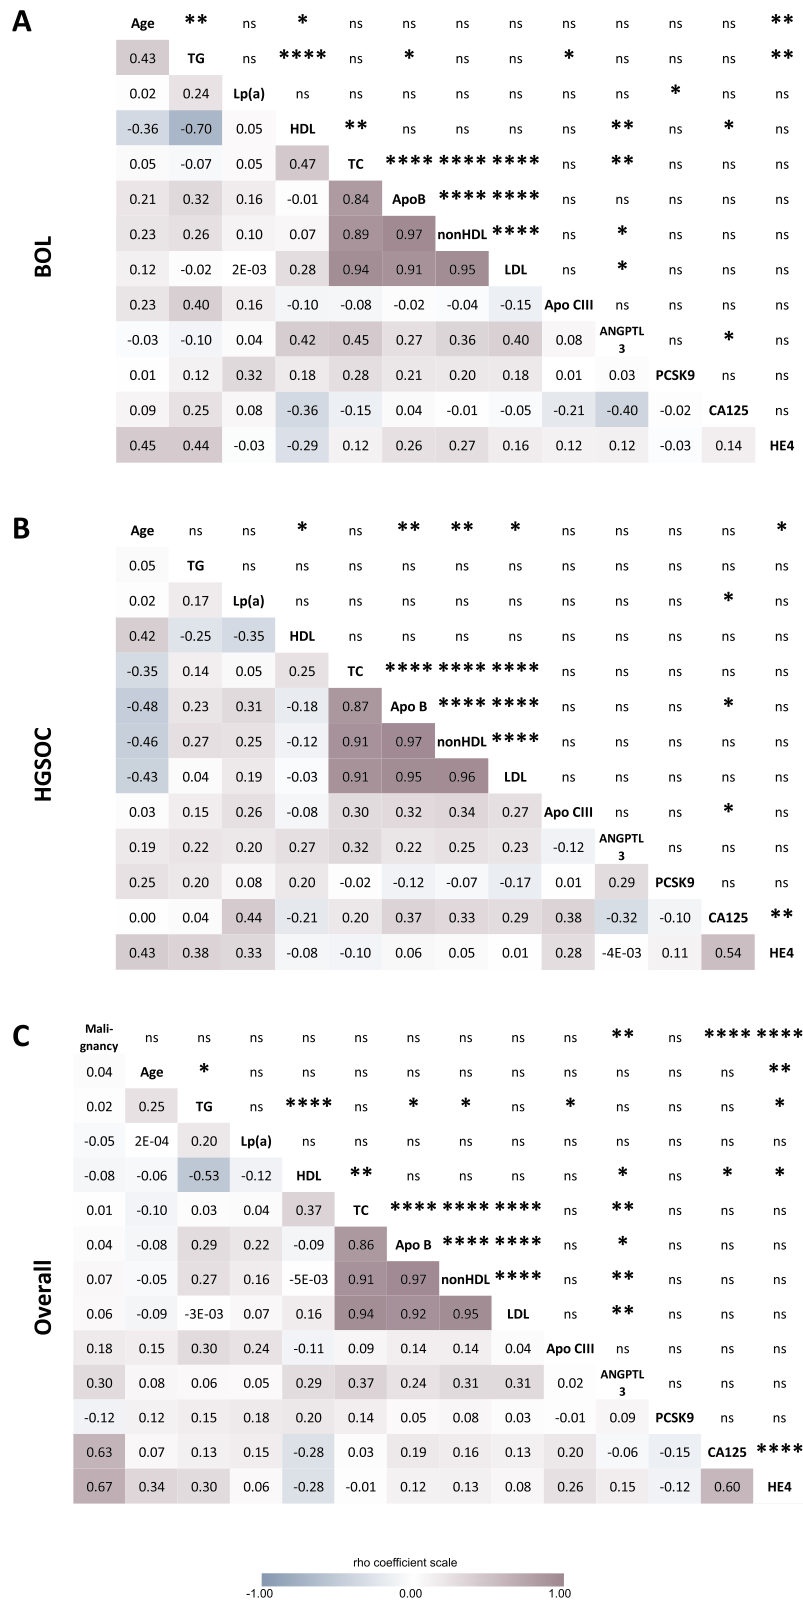 A
Age ** ns * ns ns ns ns ns ns ns ns **
0.43 TG ns **** ns * ns ns * ns ns ns **
0.02 0.24 Lp(a) ns ns ns ns ns ns ns * ns ns
-0.36 -0.70 0.05 HDL ** ns ns ns ns ** ns * ns
0.05 -0.07 0.05 0.47 TC **** **** **** ns ** ns ns ns
0.21 0.32 0.16 -0.01 0.84 ApoB **** **** ns ns ns ns ns
BOL
0.23 0.26 0.10 0.07 0.89 0.97 nonHDL **** ns * ns ns ns
0.12 -0.02 2E-03 0.28 0.94 0.91 0.95 LDL ns * ns ns ns
0.23 0.40 0.16 -0.10 -0.08 -0.02 -0.04 -0.15 Apo CIII ns ns ns ns
-0.03 -0.10 0.04 0.42 0.45 0.27 0.36 0.40 0.08 ANGPTL 3 ns * ns
0.01 0.12 0.32 0.18 0.28 0.21 0.20 0.18 0.01 0.03 PCSK9 ns ns
0.09 0.25 0.08 -0.36 -0.15 0.04 -0.01 -0.05 -0.21 -0.40 -0.02 CA125 ns
0.45 0.44 -0.03 -0.29 0.12 0.26 0.27 0.16 0.12 0.12 -0.03 0.14 HE4
B
Age ns ns * ns ** ** * ns ns ns ns *
0.05 TG ns ns ns ns ns ns ns ns ns ns ns
0.02 0.17 Lp(a) ns ns ns ns ns ns ns ns * ns
0.42 -0.25 -0.35 HDL ns ns ns ns ns ns ns ns ns
-0.35 0.14 0.05 0.25 TC **** **** **** ns ns ns ns ns
-0.48 0.23 0.31 -0.18 0.87 Apo B **** **** ns ns ns * ns
HGSOC
-0.46 0.27 0.25 -0.12 0.91 0.97 nonHDL **** ns ns ns ns ns
-0.43 0.04 0.19 -0.03 0.91 0.95 0.96 LDL ns ns ns ns ns
0.03 0.15 0.26 -0.08 0.30 0.32 0.34 0.27 Apo CIII ns ns * ns
0.19 0.22 0.20 0.27 0.32 0.22 0.25 0.23 -0.12 ANGPTL 3 ns ns ns
0.25 0.20 0.08 0.20 -0.02 -0.12 -0.07 -0.17 0.01 0.29 PCSK9 ns ns
0.00 0.04 0.44 -0.21 0.20 0.37 0.33 0.29 0.38 -0.32 -0.10 CA125 **
0.43 0.38 0.33 -0.08 -0.10 0.06 0.05 0.01 0.28 -4E-03 0.11 0.54 HE4
C
Mali-gnancy ns ns ns ns ns ns ns ns ns ** ns **** ****
0.04 Age * ns ns ns ns ns ns ns ns ns ns **
0.02 0.25 TG ns **** ns * * ns * ns ns ns *
-0.05 2E-04 0.20 Lp(a) ns ns ns ns ns ns ns ns ns ns
-0.08 -0.06 -0.53 -0.12 HDL ** ns ns ns ns * ns * *
0.01 -0.10 0.03 0.04 0.37 TC **** **** **** ns ** ns ns ns
0.04 -0.08 0.29 0.22 -0.09 0.86 Apo B **** **** ns * ns ns ns
Overall
0.07 -0.05 0.27 0.16 -5E-03 0.91 0.97 nonHDL **** ns ** ns ns ns
0.06 -0.09 -3E-03 0.07 0.16 0.94 0.92 0.95 LDL ns ** ns ns ns
0.18 0.15 0.30 0.24 -0.11 0.09 0.14 0.14 0.04 Apo CIII ns ns ns ns
0.30 0.08 0.06 0.05 0.29 0.37 0.24 0.31 0.31 0.02 ANGPTL 3 ns ns ns
-0.12 0.12 0.15 0.18 0.20 0.14 0.05 0.08 0.03 -0.01 0.09 PCSK9 ns ns
0.63 0.07 0.13 0.15 -0.28 0.03 0.19 0.16 0.13 0.20 -0.06 -0.15 CA125 ****
0.67 0.34 0.30 0.06 -0.28 -0.01 0.12 0.13 0.08 0.26 0.15 -0.12 0.60 HE4
rho coefficient scale
-1.00 0.00 1.00